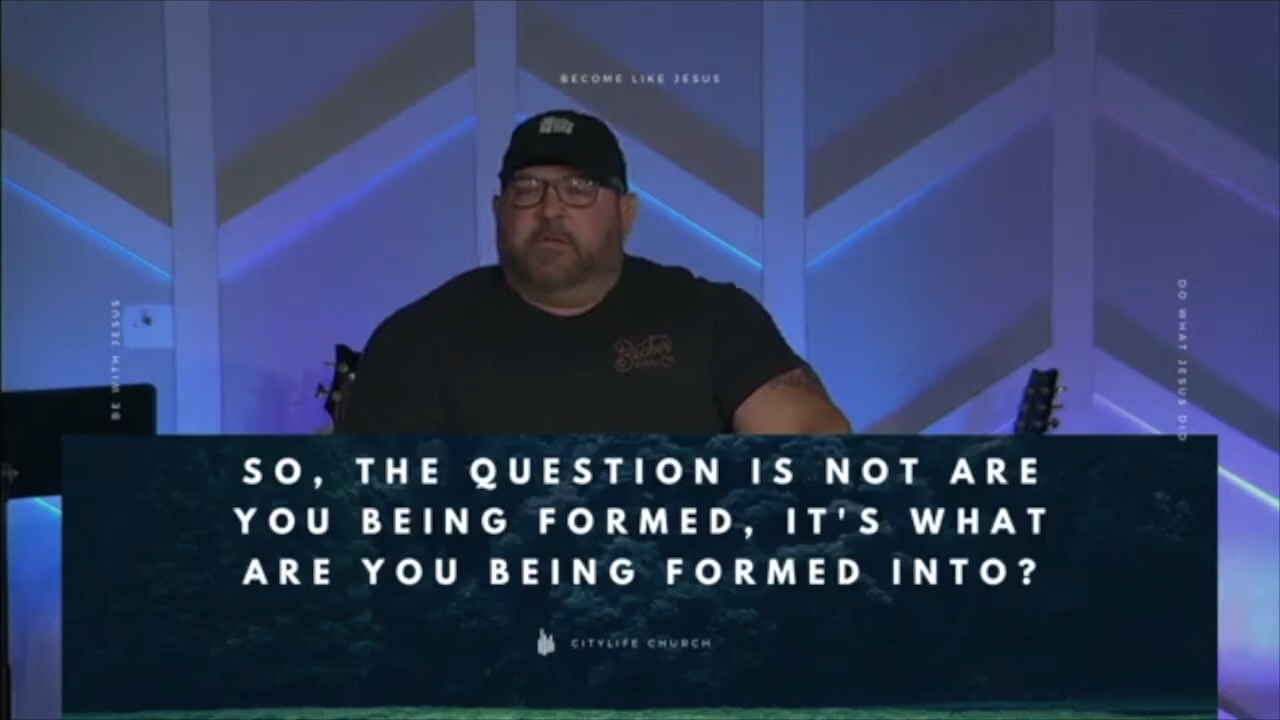 BECOME LIKE JESUS
BE WITH JESUS
DO WHAT JESUS DID
SO, THE QUESTION IS NOT ARE
YOU BEING FORMED, IT'S WHAT
ARE YOU BEING FORMED INTO?
CITYLIFE CHURCH